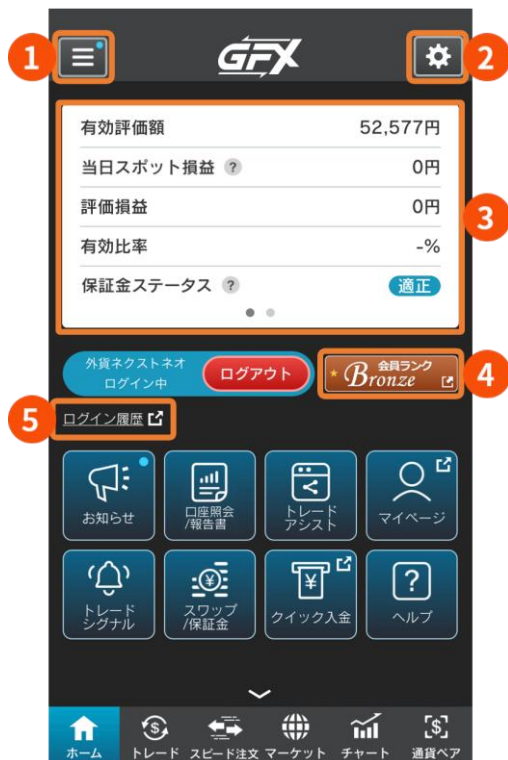 1
GFX
2
有効評価額 52,577円
当日スポット損益 ? 0円
評価損益 0円
3
有効比率 -%
保証金ステータス ? 適正
外貨ネクストネオ
ログイン中
ログアウト
会員ランク
Bronze
4
5
ログイン履歴
お知らせ
口座照会
/報告書
トレード
アシスト
マイページ
トレード
シグナル
スワップ
/保証金
クイック入金
?
ヘルプ
ホーム トレード スピード注文 マーケット チャート 通貨ペア